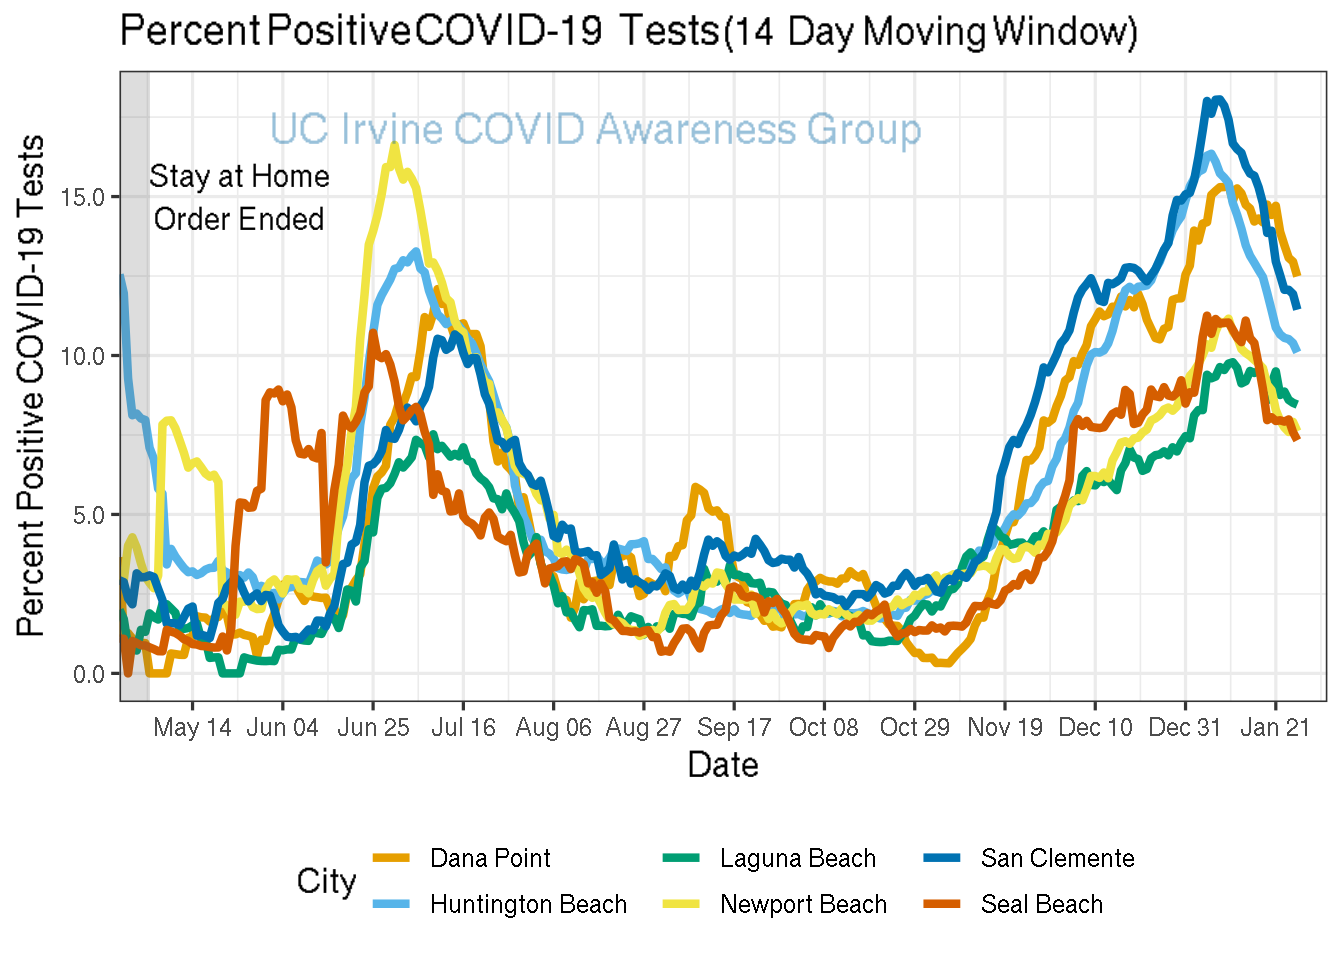 Percent Positive COVID-19 Tests(14 Day Moving Window)
UC Irvine COVID Awareness Group
Stay at Home
Order Ended
Percent Positive COVID-19 Tests
15.0
10.0
5.0
0.0
May 14 Jun 04 Jun 25 Jul 16 Aug 06 Aug 27 Sep 17 Oct 08 Oct 29 Nov 19 Dec 10 Dec 31 Jan 21
Date
City
Dana Point Laguna Beach San Clemente
Huntington Beach Newport Beach Seal Beach